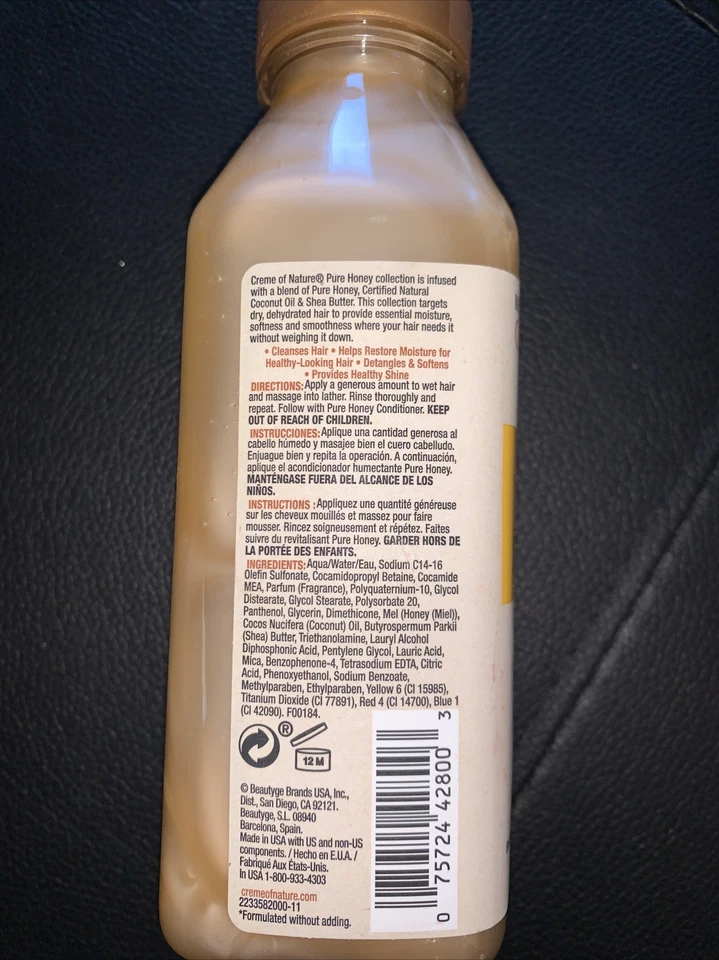 Creme of Nature® Pure Honey collection is infused
with a blend of Pure Honey, Certified Natural
Coconut Oil & Shea Butter. This collection targets
dry, dehydrated hair to provide essential moisture,
softness and smoothness where your hair needs it
without weighing it down.
• Cleanses Hair • Helps Restore Moisture for
Healthy-Looking Hair • Detangles & Softens
• Provides Healthy Shine
DIRECTIONS: Apply a generous amount to wet hair
and massage into lather. Rinse thoroughly and
repeat. Follow with Pure Honey Conditioner. KEEP
OUT OF REACH OF CHILDREN.
INSTRUCCIONES: Aplique una cantidad generosa al
cabello húmedo y masajee bien el cuero cabelludo.
Enjuague bien y repita la operación. A continuación,
aplique el acondicionador humectante Pure Honey.
MANTÉNGASE FUERA DEL ALCANCE DE LOS
NIÑOS.
INSTRUCTIONS : Appliquez une quantité généreuse
sur les cheveux mouillés et massez pour faire
mousser. Rincez soigneusement et répétez. Faites
suivre du revitalisant Pure Honey. GARDER HORS DE
LA PORTÉE DES ENFANTS.
INGREDIENTS: Aqua/Water/Eau, Sodium C14-16
Olefin Sulfonate, Cocamidopropyl Betaine, Cocamide
MEA, Parfum (Fragrance), Polyquaternium-10, Glycol
Distearate, Glycol Stearate, Polysorbate 20,
Panthenol, Glycerin, Dimethicone, Mel (Honey (Miel)),
Cocos Nucifera (Coconut) Oil, Butyrospermum Parkii
(Shea) Butter, Triethanolamine, Lauryl Alcohol
Diphosphonic Acid, Pentylene Glycol, Lauric Acid,
Mica, Benzophenone-4, Tetrasodium EDTA, Citric
Acid, Phenoxyethanol, Sodium Benzoate,
Methylparaben, Ethylparaben, Yellow 6 (CI 15985),
Titanium Dioxide (CI 77891), Red 4 (CI 14700), Blue 1
(CI 42090). F00184.
®
12 M
© Beautyge Brands USA, Inc.,
Dist., San Diego, CA 92121.
Beautyge, S.L. 08940
Barcelona, Spain.
Made in USA with US and non-US
components. / Hecho en E.U.A. /
Fabriqué Aux États-Unis.
In USA 1-800-933-4303
cremeofnature.com
2233582000-11
*Formulated without adding.
0 75724 42800 3